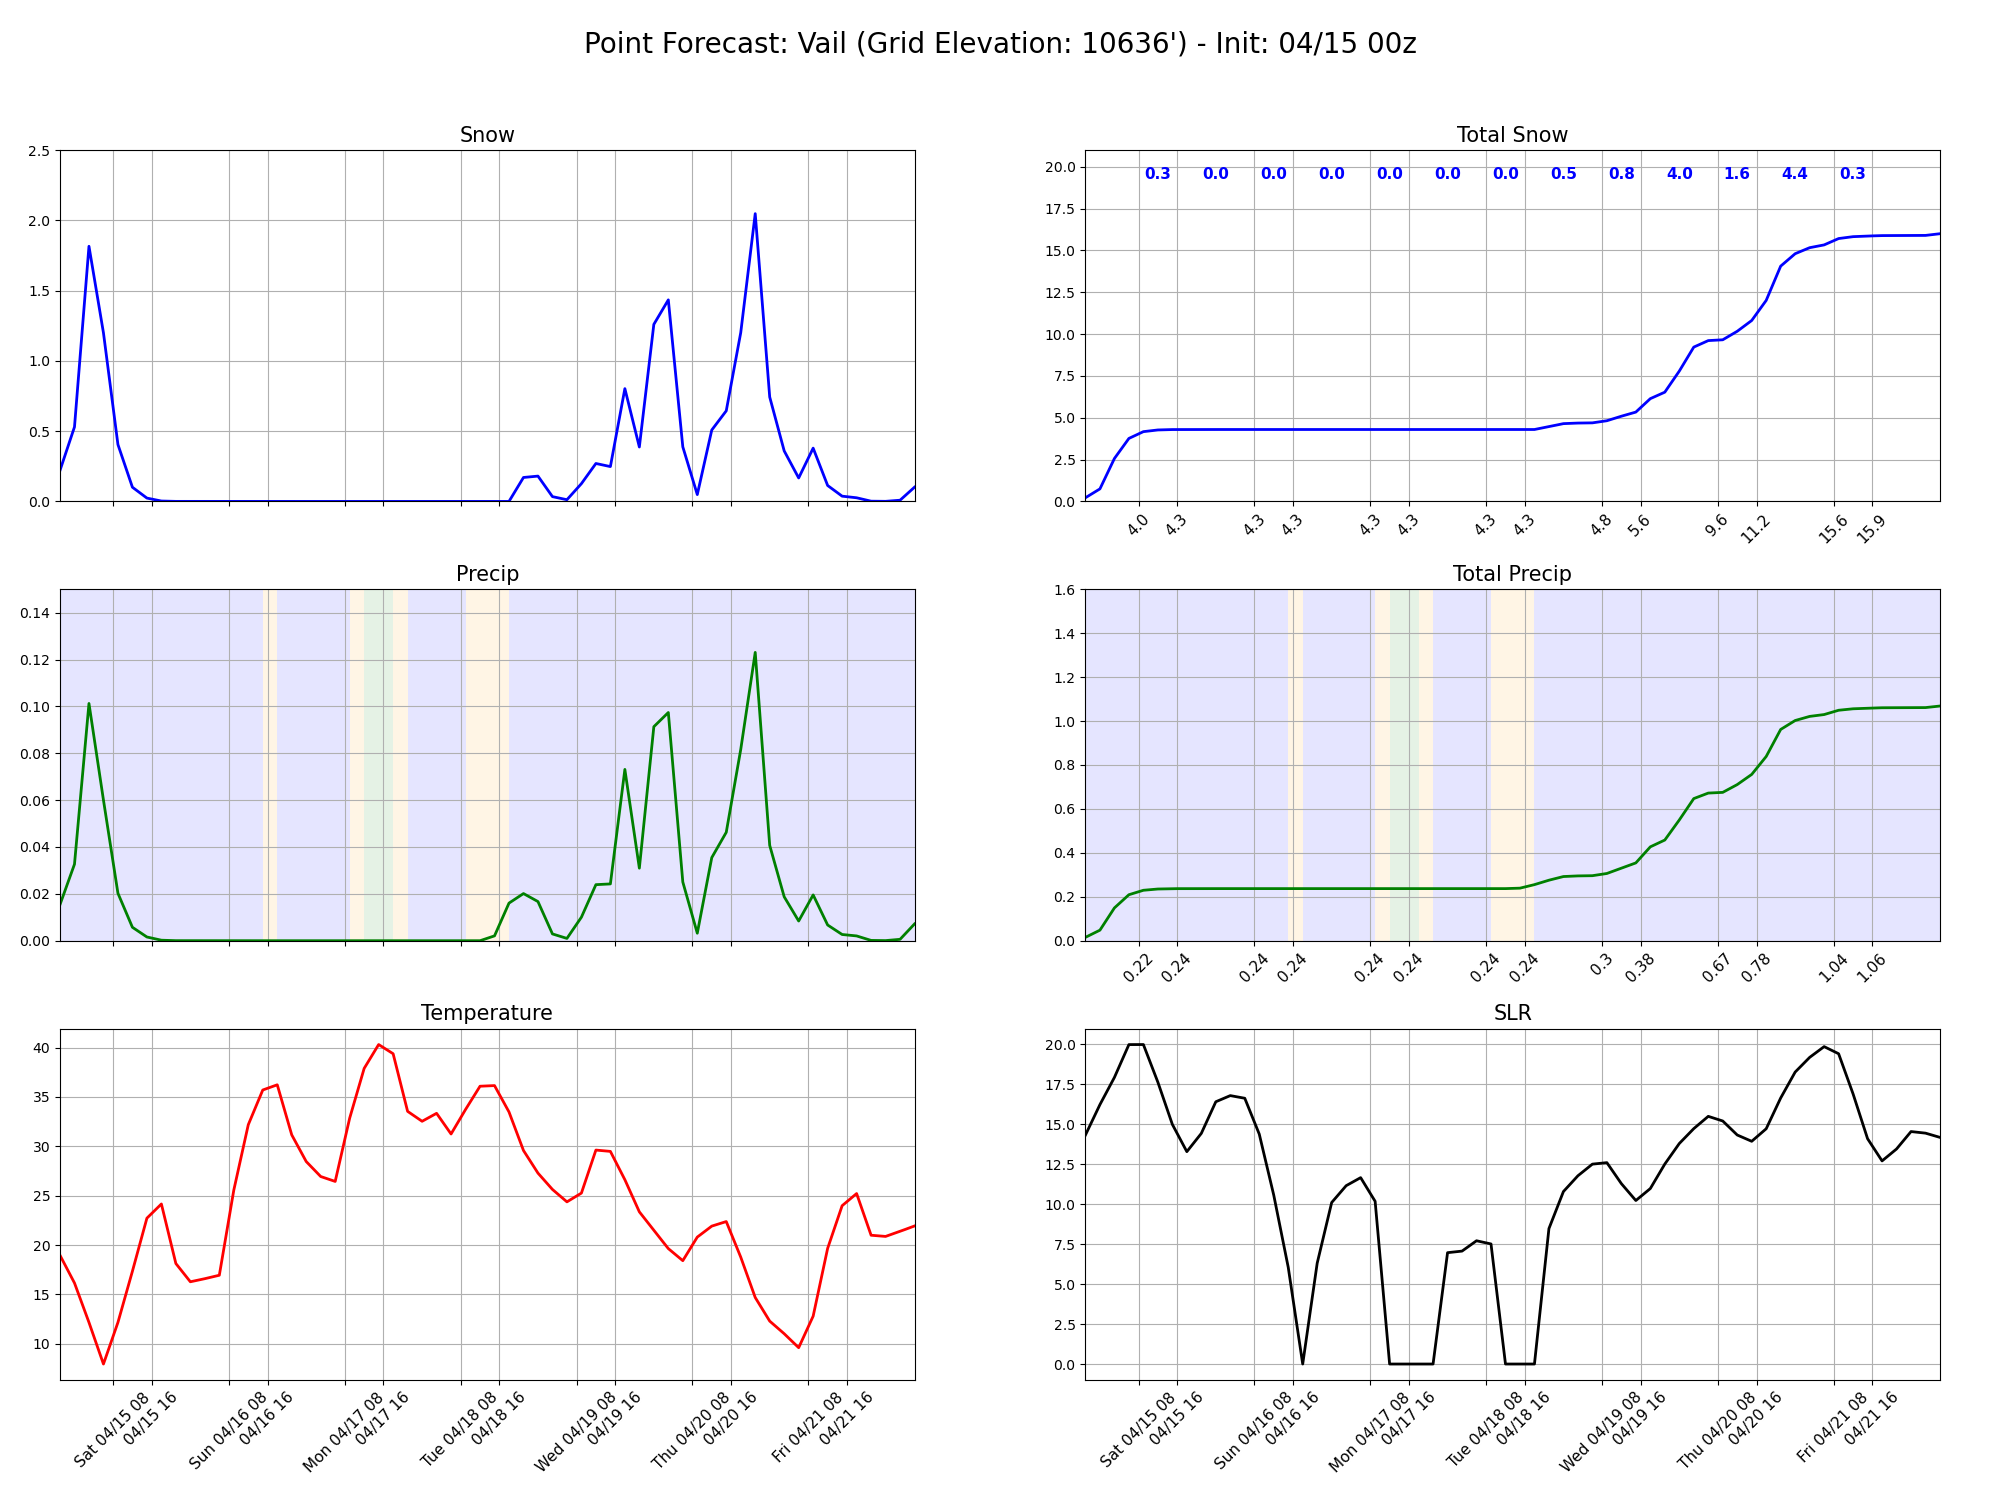 Point Forecast: Vail (Grid Elevation: 10636') - Init: 04/15 00z
Snow
2.5
2.0
1.5
1.0
0.5
0.0
Total Snow
20.0
17.5
15.0
12.5
10.0
7.5
5.0
2.5
0.0
0.3 0.0 0.0 0.0 0.0 0.0 0.0 0.5 0.8 4.0 1.6 4.4 0.3
4.0 4.3 4.3 4.3 4.3 4.3 4.3 4.3 4.8 5.6 9.6 11.2 15.6 15.9
Precip
0.14
0.12
0.10
0.08
0.06
0.04
0.02
0.00
Total Precip
1.6
1.4
1.2
1.0
0.8
0.6
0.4
0.2
0.0
0.22 0.24 0.24 0.24 0.24 0.24 0.24 0.24 0.3 0.38 0.67 0.78 1.04 1.06
Temperature
40
35
30
25
20
15
10
Sat 04/15 08
04/15 16
Sun 04/16 08
04/16 16
Mon 04/17 08
04/17 16
Tue 04/18 08
04/18 16
Wed 04/19 08
04/19 16
Thu 04/20 08
04/20 16
Fri 04/21 08
04/21 16
SLR
20.0
17.5
15.0
12.5
10.0
7.5
5.0
2.5
0.0
Sat 04/15 08
04/15 16
Sun 04/16 08
04/16 16
Mon 04/17 08
04/17 16
Tue 04/18 08
04/18 16
Wed 04/19 08
04/19 16
Thu 04/20 08
04/20 16
Fri 04/21 08
04/21 16